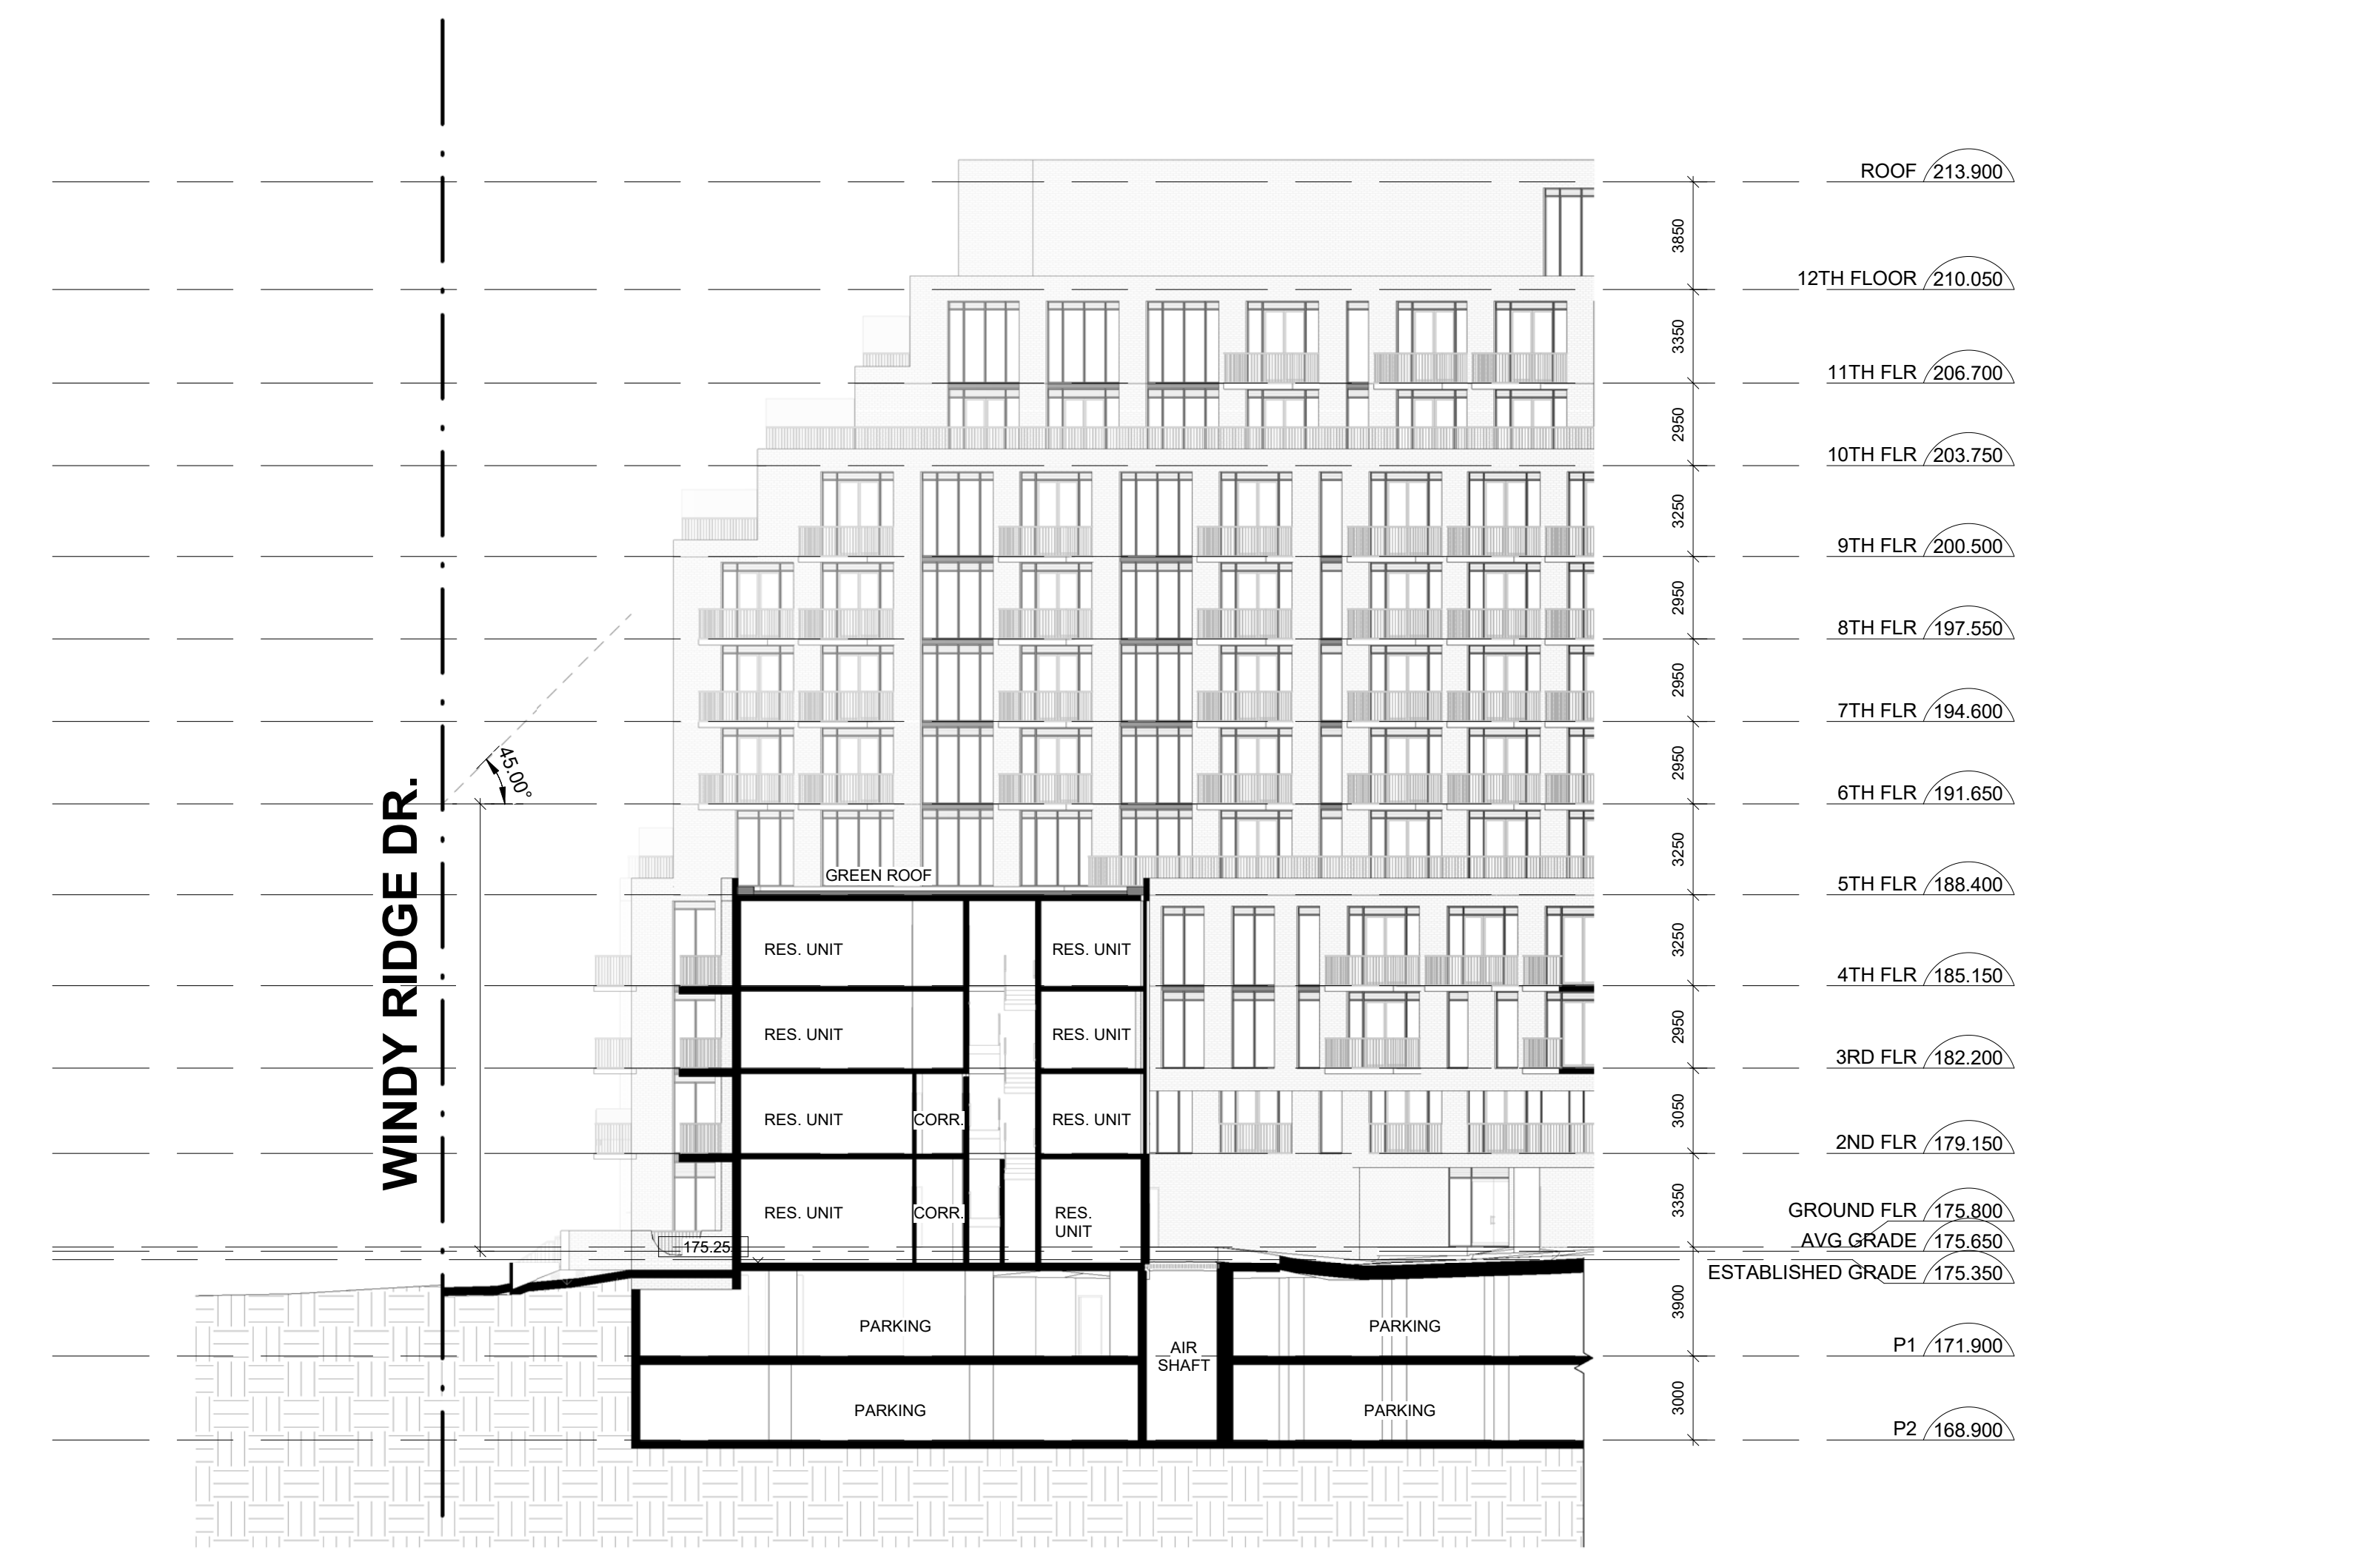 ROOF 213.900
3850
12TH FLOOR 210.050
3350
11TH FLR 206.700
2950
10TH FLR 203.750
3250
9TH FLR 200.500
2950
8TH FLR 197.550
2950
7TH FLR 194.600
2950
45.00°
6TH FLR 191.650
3250
WINDY RIDGE DR.
GREEN ROOF
5TH FLR 188.400
RES. UNIT RES. UNIT
3250
4TH FLR 185.150
RES. UNIT RES. UNIT
2950
3RD FLR 182.200
RES. UNIT CORR. RES. UNIT
3050
2ND FLR 179.150
RES. UNIT CORR. RES.
UNIT
3350
GROUND FLR 175.800
AVG GRADE 175.650
175.25
ESTABLISHED GRADE 175.350
3900
PARKING PARKING
AIR
SHAFT
P1 171.900
3000
PARKING PARKING
P2 168.900